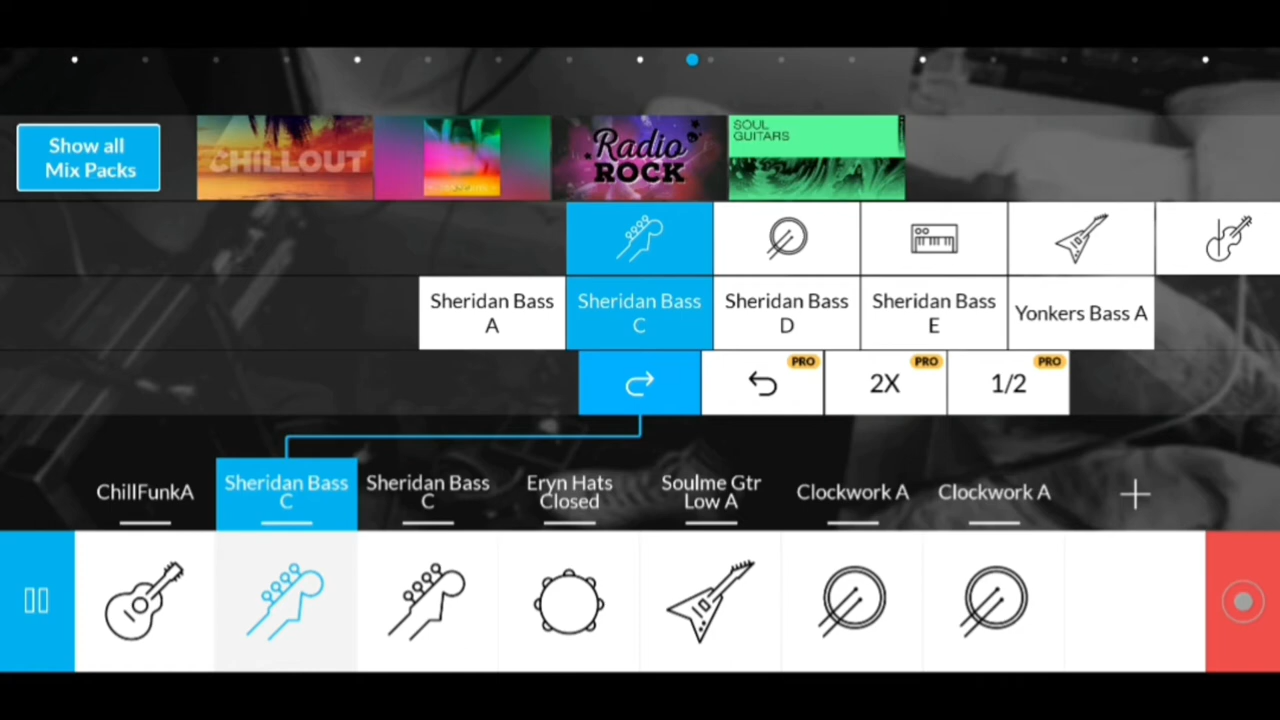 Show all
Mix Packs
CHILLOUT
Radio
ROCK
SOUL
GUITARS
Sheridan Bass
A
Sheridan Bass
C
Sheridan Bass
D
Sheridan Bass
E
Yonkers Bass A
PRO
2X
PRO
1/2
PRO
ChillFunkA
Sheridan Bass
C
Sheridan Bass
C
Eryn Hats
Closed
Soulme Gtr
Low A
Clockwork A
Clockwork A